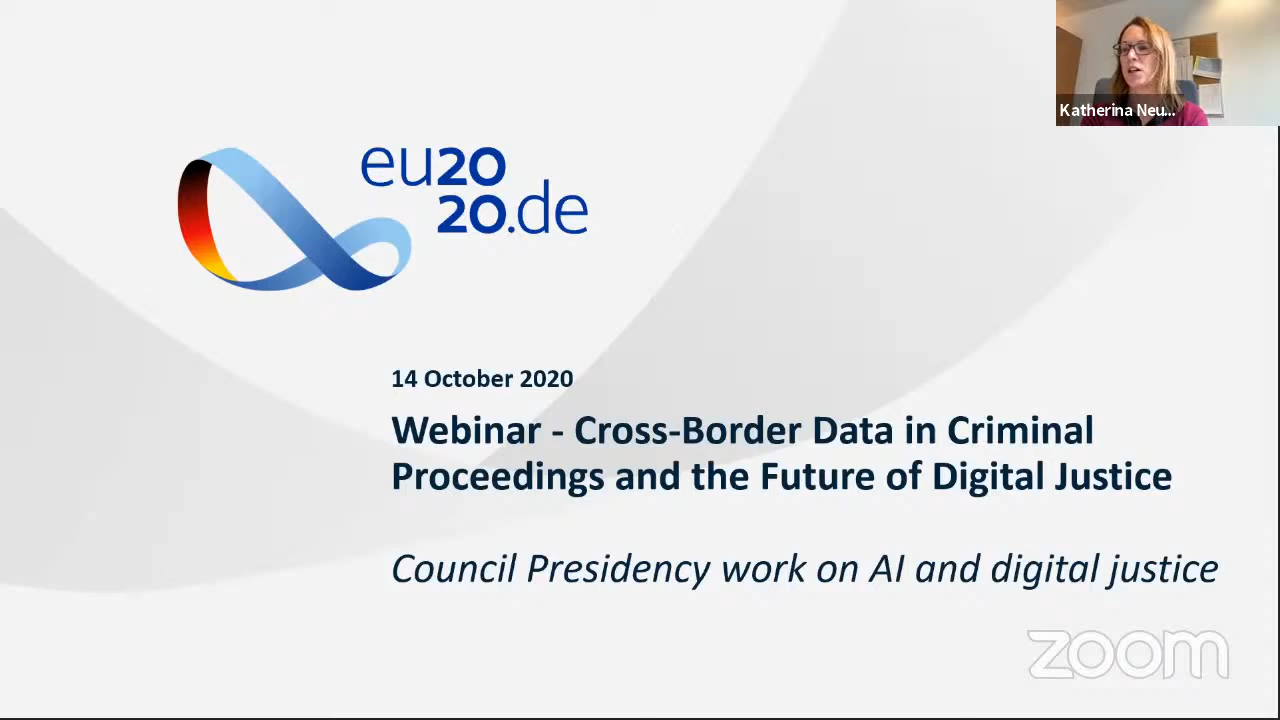 Katherina Neu...
eu20
20.de
14 October 2020
Webinar - Cross-Border Data in Criminal
Proceedings and the Future of Digital Justice
Council Presidency work on AI and digital justice
zoom